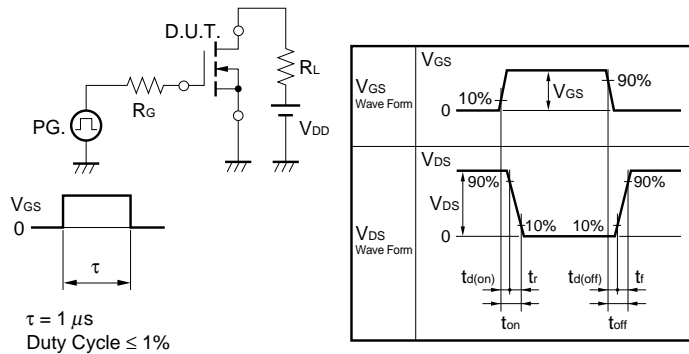 D.U.T.
RL
RG
PG.
VDD
VGS
0
τ
τ = 1 μs
Duty Cycle ≤ 1%
VGS
Wave Form
VGS
10%
VGS
90%
0
VDS
Wave Form
VDS
90%
VDS
10%
10%
90%
0
td(on)
tr
td(off)
tf
ton
toff